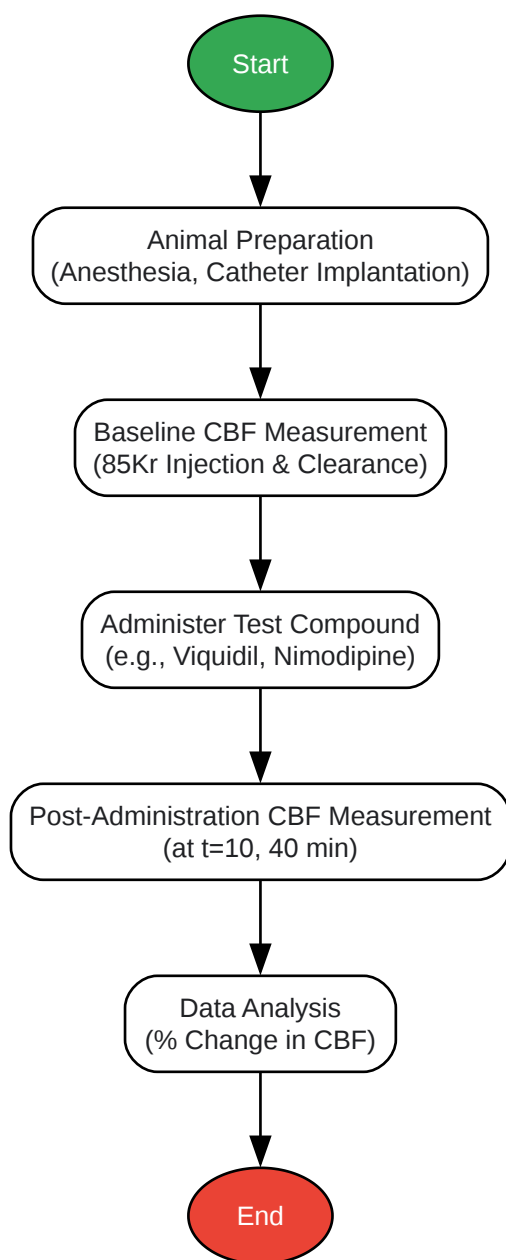 Start
Animal Preparation
(Anesthesia, Catheter Implantation)
Baseline CBF Measurement
(85Kr Injection & Clearance)
Administer Test Compound
(e.g., Viquidil, Nimodipine)
Post-Administration CBF Measurement
(at t=10, 40 min)
Data Analysis
(% Change in CBF)
End